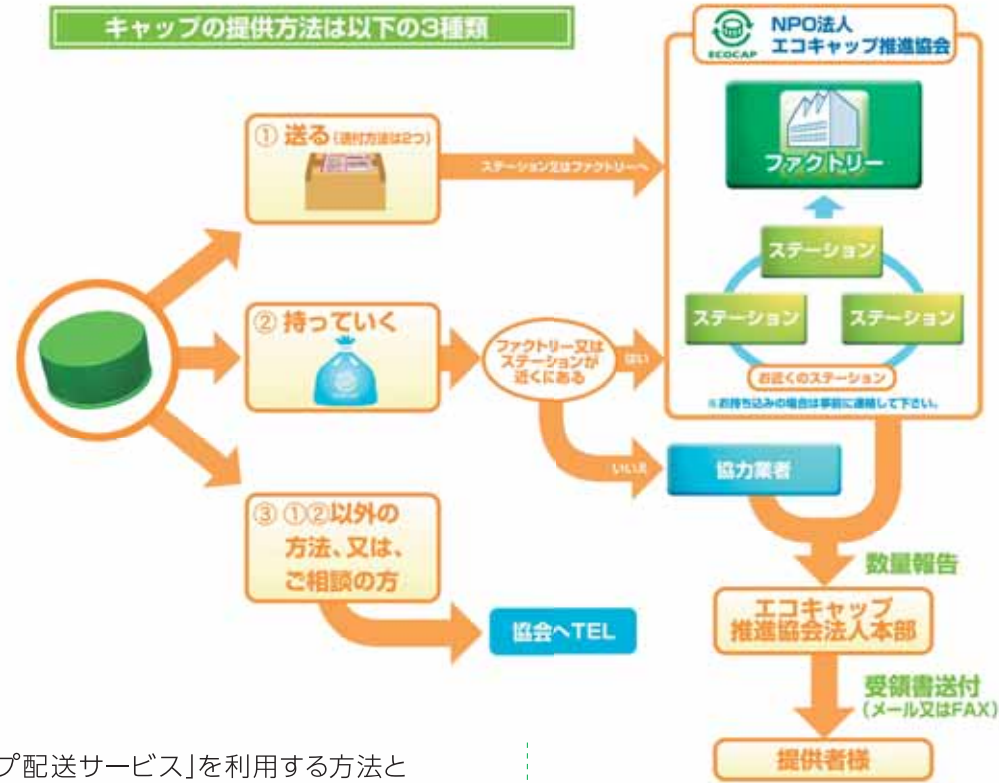 キャップの提供方法は以下の3種類
ECOCAP
NPO法人
エコキャップ推進協会
① 送る(送付方法は2つ)
ステーション又はファクトリーへ
ファクトリー
ステーション
ステーション
ステーション
お近くのステーション
※お持ち込みの場合は事前に連絡して下さい。
② 持っていく
ファクトリー又は
ステーションが
近くにある
はい
いいえ
協力業者
③ ①②以外の
方法、又は、
ご相談の方
協会へTEL
数量報告
エコキャップ
推進協会法人本部
受領書送付
(メール又はFAX)
提供者様
プ配送サービス」を利用する方法と